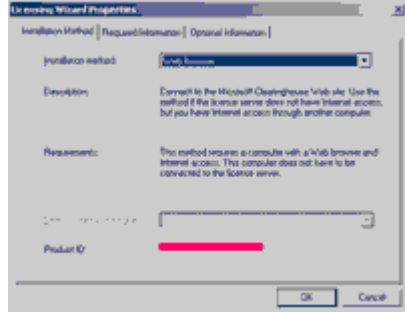 Licensing Wizard Properties
Installation Method Required Information Optional Information
Installation method: Web Browser
Description: Connect to the Microsoft Clearinghouse Web site. Use this
method if the license server does not have Internet access,
but you have Internet access through another computer.
Requirements: This method requires a computer with a Web browser and
Internet access. This computer does not have to be
connected to the license server.
Product ID:
OK Cancel